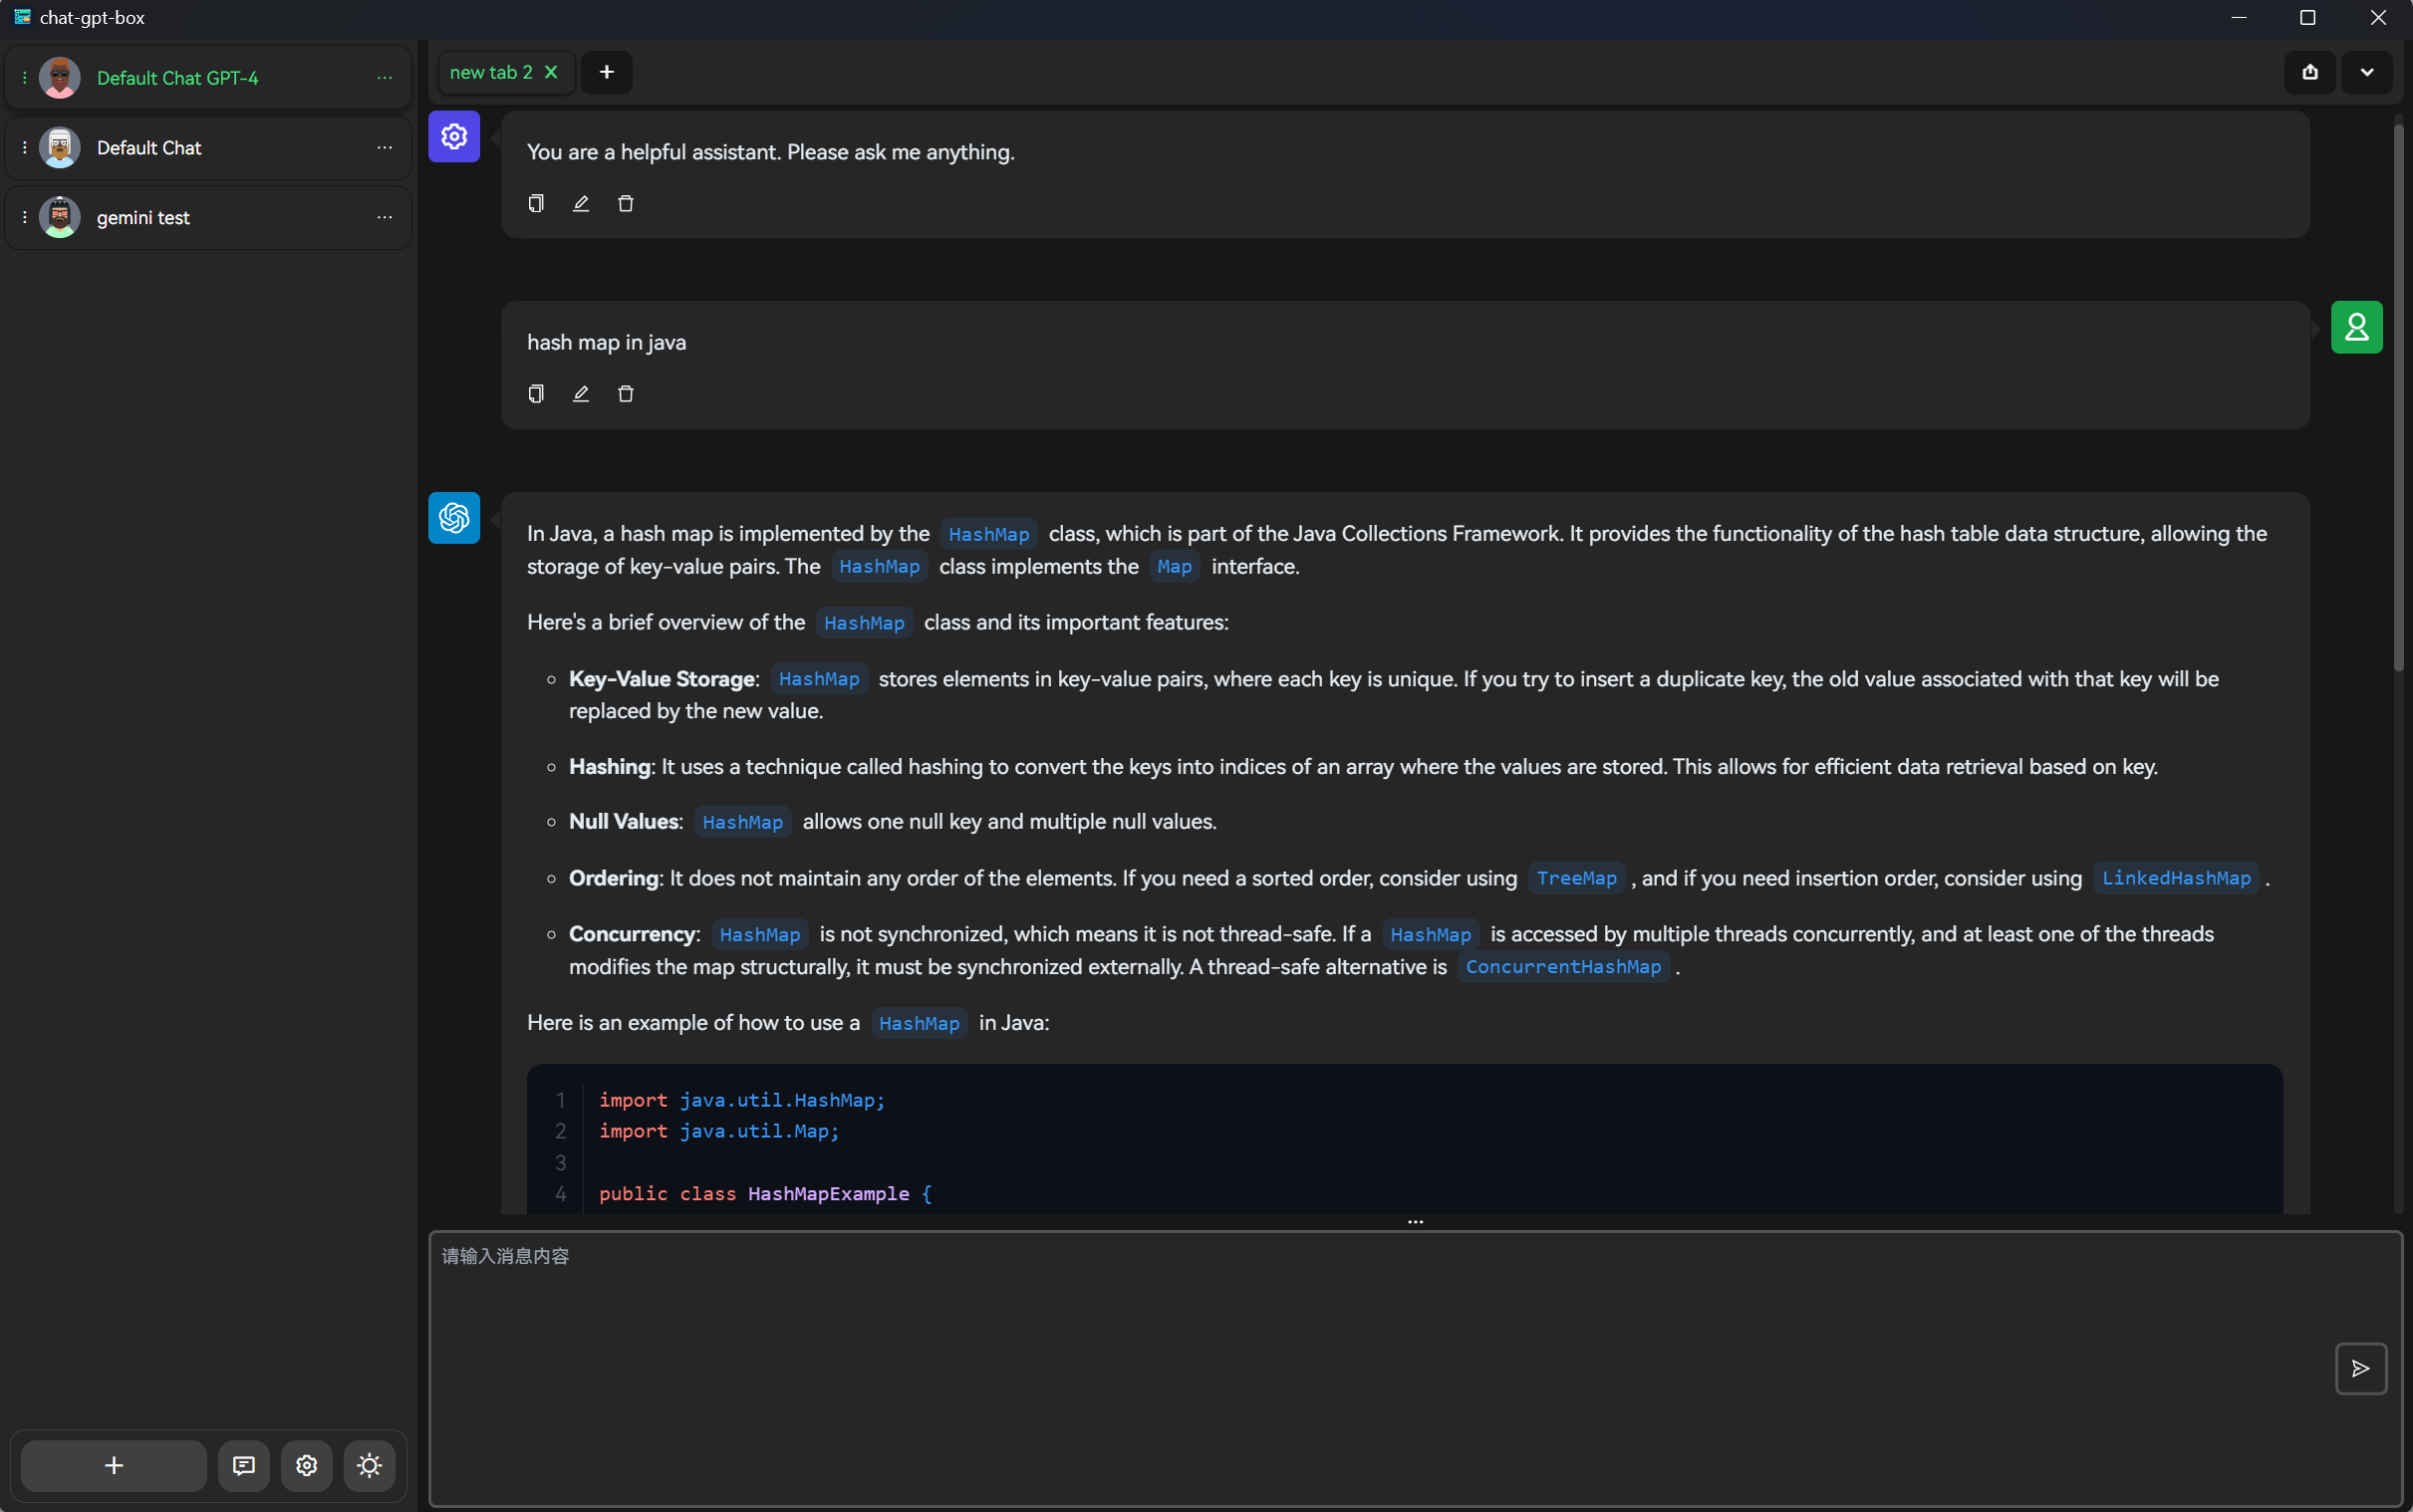 chat-gpt-box
Default Chat GPT-4
Default Chat
gemini test
new tab 2
You are a helpful assistant. Please ask me anything.
hash map in java
In Java, a hash map is implemented by the HashMap class, which is part of the Java Collections Framework. It provides the functionality of the hash table data structure, allowing the
storage of key-value pairs. The HashMap class implements the Map interface.
Here's a brief overview of the HashMap class and its important features:
Key-Value Storage: HashMap stores elements in key-value pairs, where each key is unique. If you try to insert a duplicate key, the old value associated with that key will be
replaced by the new value.
Hashing: It uses a technique called hashing to convert the keys into indices of an array where the values are stored. This allows for efficient data retrieval based on key.
Null Values: HashMap allows one null key and multiple null values.
Ordering: It does not maintain any order of the elements. If you need a sorted order, consider using TreeMap , and if you need insertion order, consider using LinkedHashMap .
Concurrency: HashMap is not synchronized, which means it is not thread-safe. If a HashMap is accessed by multiple threads concurrently, and at least one of the threads
modifies the map structurally, it must be synchronized externally. A thread-safe alternative is ConcurrentHashMap .
Here is an example of how to use a HashMap in Java:
1 import java.util.HashMap;
2 import java.util.Map;
3
4 public class HashMapExample {
请输入消息内容